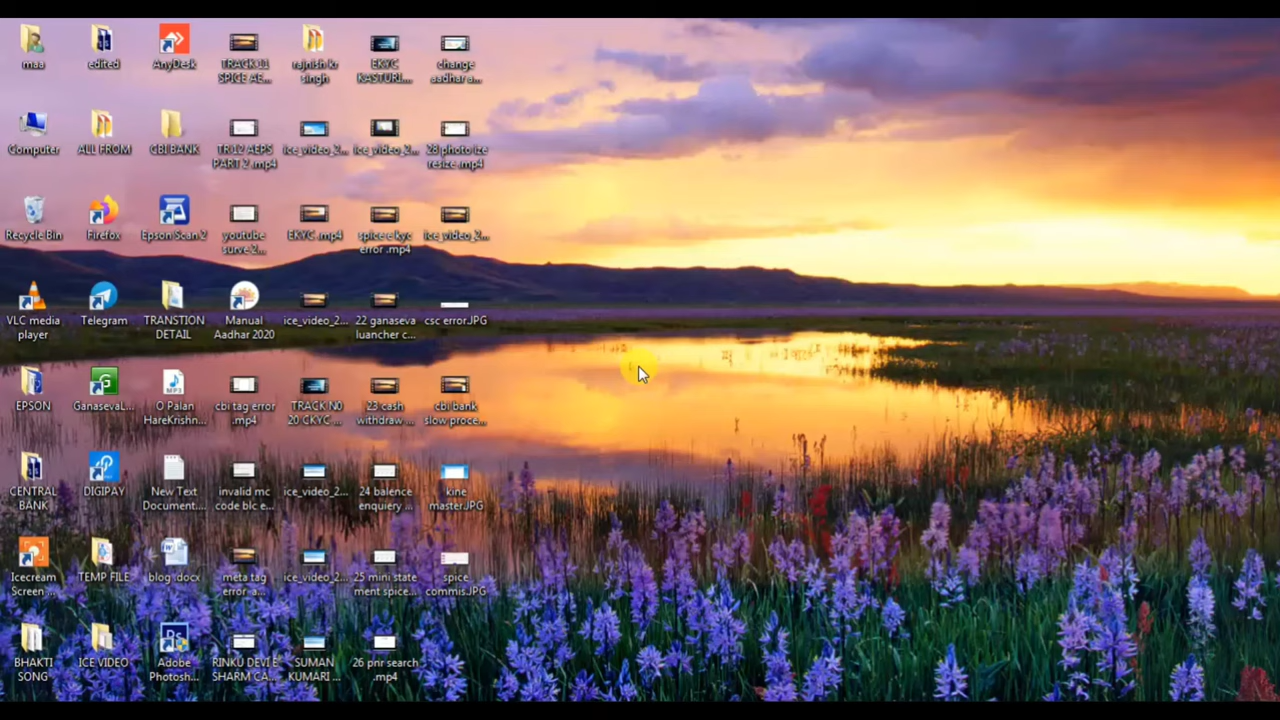 maa
edited
AnyDesk
TRACK 11
SPICE AE...
rajnish kr
singh
EKYC
KASTURI...
change
aadhar a...
Computer
ALL FROM
CBI BANK
TR 12 AEPS
PART 2 .mp4
ice_video_2...
ice_video_2...
28 photo ize
resize .mp4
Recycle Bin
Firefox
Epson Scan 2
youtube
surve 2...
EKYC .mp4
spice e kyc
error .mp4
ice_video_2...
VLC media
player
Telegram
TRANSTION
DETAIL
Manual
Aadhar 2020
ice_video_2...
22 ganaseva
luancher c...
csc error.JPG
EPSON
GanasevaL...
O Palan
HareKrishn...
cbi tag error
.mp4
TRACK N0
20 CKYC ...
23 cash
withdraw ...
cbi bank
slow proce...
CENTRAL
BANK
DIGIPAY
New Text
Document....
invalid mc
code blc e...
ice_video_2...
24 balence
enquiery ...
kine
master.JPG
Icecream
Screen ...
TEMP FILE
blog .docx
meta tag
error a...
ice_video_2...
25 mini state
ment spice...
spice
commis.JPG
BHAKTI
SONG
ICE VIDEO
Adobe
Photosh...
RINKU DEVI E
SHARM CA...
SUMAN
KUMARI ...
26 pnr search
.mp4